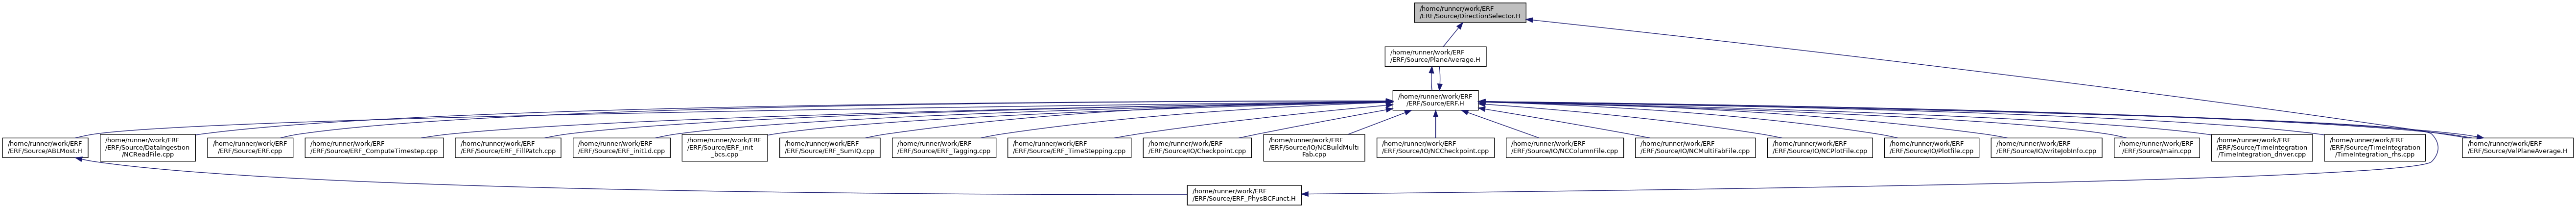 /home/runner/work/ERF
/ERF/Source/DirectionSelector.H
/home/runner/work/ERF
/ERF/Source/PlaneAverage.H
/home/runner/work/ERF
/ERF/Source/ERF.H
/home/runner/work/ERF
/ERF/Source/ABLMost.H
/home/runner/work/ERF
/ERF/Source/DataIngestion
/NCReadFile.cpp
/home/runner/work/ERF
/ERF/Source/ERF.cpp
/home/runner/work/ERF
/ERF/Source/ERF_ComputeTimestep.cpp
/home/runner/work/ERF
/ERF/Source/ERF_FillPatch.cpp
/home/runner/work/ERF
/ERF/Source/ERF_init1d.cpp
/home/runner/work/ERF
/ERF/Source/ERF_init
_bcs.cpp
/home/runner/work/ERF
/ERF/Source/ERF_SumIQ.cpp
/home/runner/work/ERF
/ERF/Source/ERF_Tagging.cpp
/home/runner/work/ERF
/ERF/Source/ERF_TimeStepping.cpp
/home/runner/work/ERF
/ERF/Source/IO/Checkpoint.cpp
/home/runner/work/ERF
/ERF/Source/IO/NCBuildMulti
Fab.cpp
/home/runner/work/ERF
/ERF/Source/IO/NCCheckpoint.cpp
/home/runner/work/ERF
/ERF/Source/IO/NCColumnFile.cpp
/home/runner/work/ERF
/ERF/Source/IO/NCMultiFabFile.cpp
/home/runner/work/ERF
/ERF/Source/IO/NCPlotFile.cpp
/home/runner/work/ERF
/ERF/Source/IO/Plotfile.cpp
/home/runner/work/ERF
/ERF/Source/IO/writeJobInfo.cpp
/home/runner/work/ERF
/ERF/Source/main.cpp
/home/runner/work/ERF
/ERF/Source/TimeIntegration
/TimeIntegration_driver.cpp
/home/runner/work/ERF
/ERF/Source/TimeIntegration
/TimeIntegration_rhs.cpp
/home/runner/work/ERF
/ERF/Source/VelPlaneAverage.H
/home/runner/work/ERF
/ERF/Source/ERF_PhysBCFunct.H